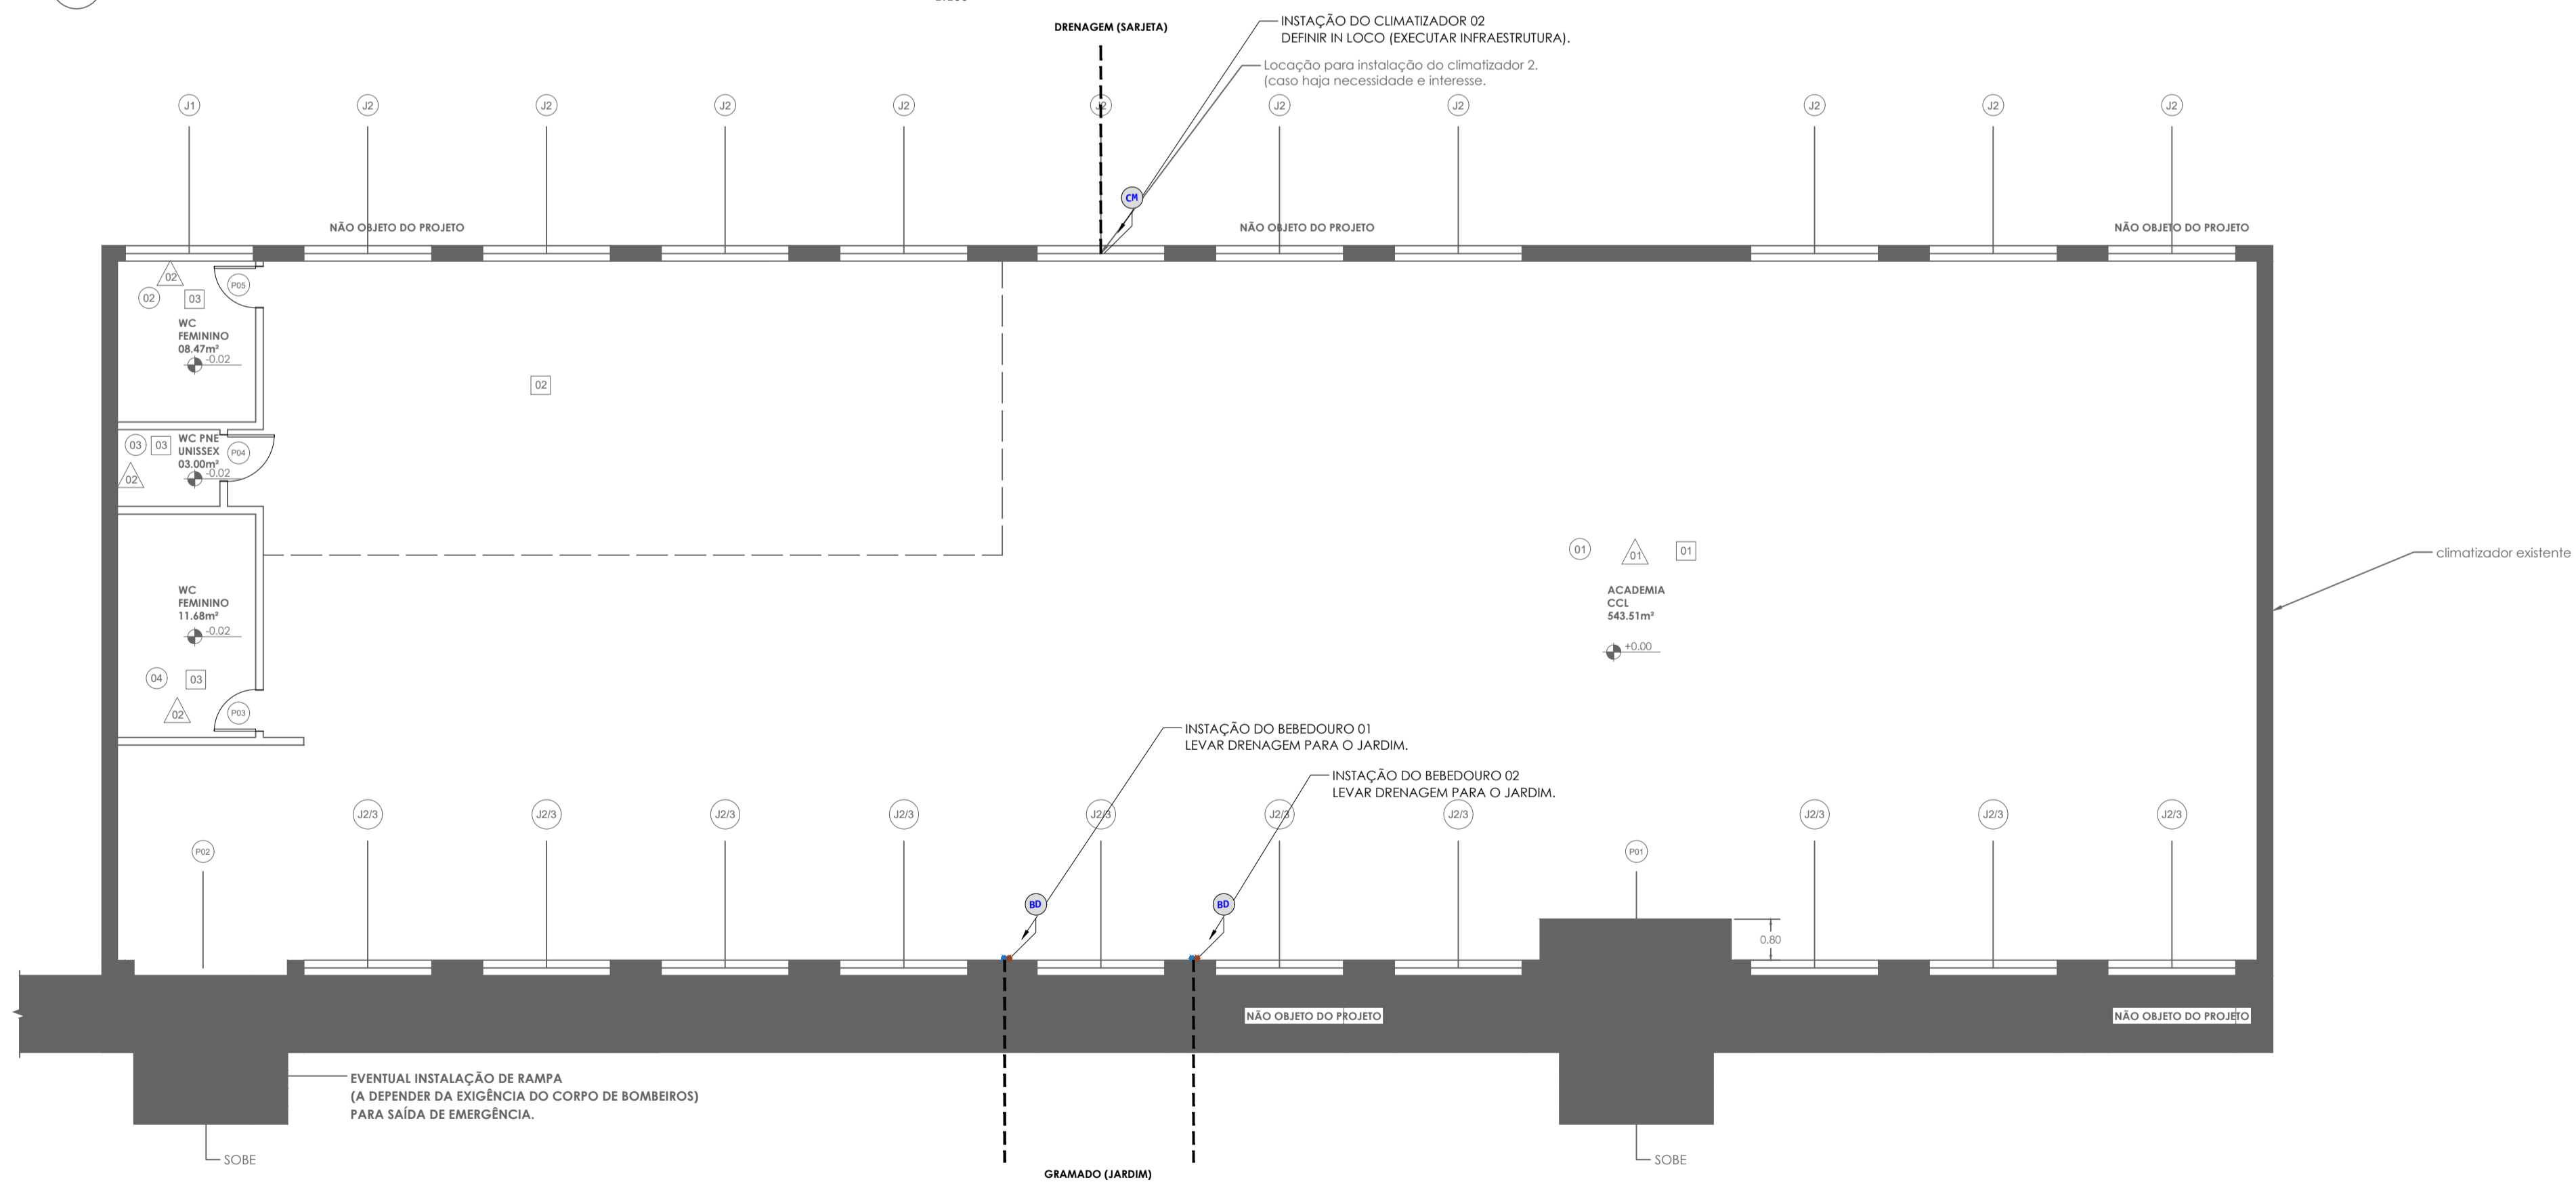 DRENAGEM (SARJETA)
INSTAÇÃO DO CLIMATIZADOR 02
DEFINIR IN LOCO (EXECUTAR INFRAESTRUTURA).
Locação para instalação do climatizador 2.
(caso haja necessidade e interesse.
J1
J2
J2
J2
J2
J2
J2
J2
J2
J2
J2
CM
NÃO OBJETO DO PROJETO
NÃO OBJETO DO PROJETO
NÃO OBJETO DO PROJETO
02
02
03
P05
WC
FEMININO
08.47m²
-0.02
02
03
03
WC PNE
UNISSEX
03.00m²
-0.02
P04
02
01
01
01
climatizador existente
WC
FEMININO
11.68m²
-0.02
ACADEMIA
CCL
543.51m²
+0.00
04
03
02
P03
INSTAÇÃO DO BEBEDOURO 01
LEVAR DRENAGEM PARA O JARDIM.
INSTAÇÃO DO BEBEDOURO 02
LEVAR DRENAGEM PARA O JARDIM.
J2/3
J2/3
J2/3
J2/3
J2/3
J2/3
J2/3
J2/3
J2/3
J2/3
P02
P01
BD
BD
0.80
NÃO OBJETO DO PROJETO
NÃO OBJETO DO PROJETO
EVENTUAL INSTALAÇÃO DE RAMPA
(A DEPENDER DA EXIGÊNCIA DO CORPO DE BOMBEIROS)
PARA SAÍDA DE EMERGÊNCIA.
SOBE
SOBE
GRAMADO (JARDIM)